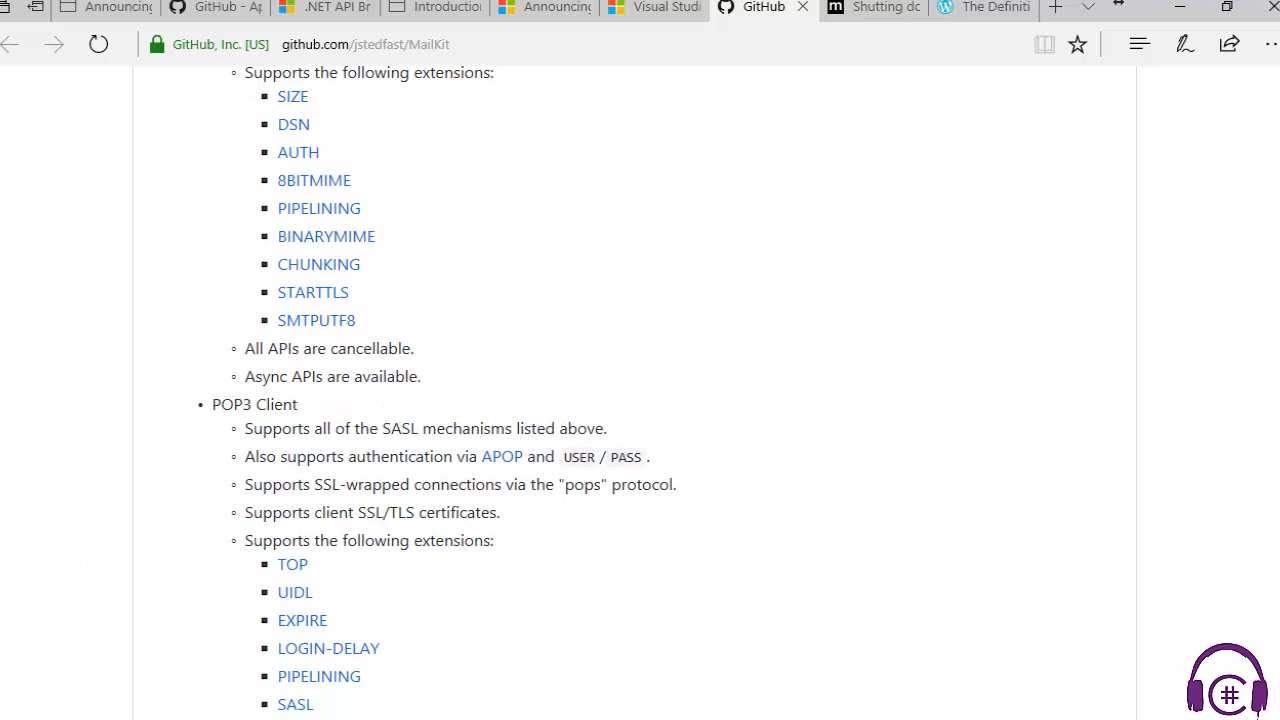 Announcing
GitHub - Ap
.NET API Br
Introduction
Announcing
Visual Studi
GitHub
Shutting do
The Definiti
GitHub, Inc. [US] github.com/jstedfast/MailKit
◦ Supports the following extensions:
▪ SIZE
▪ DSN
▪ AUTH
▪ 8BITMIME
▪ PIPELINING
▪ BINARYMIME
▪ CHUNKING
▪ STARTTLS
▪ SMTPUTF8
◦ All APIs are cancellable.
◦ Async APIs are available.
• POP3 Client
◦ Supports all of the SASL mechanisms listed above.
◦ Also supports authentication via APOP and USER / PASS .
◦ Supports SSL-wrapped connections via the "pops" protocol.
◦ Supports client SSL/TLS certificates.
◦ Supports the following extensions:
▪ TOP
▪ UIDL
▪ EXPIRE
▪ LOGIN-DELAY
▪ PIPELINING
▪ SASL
C#